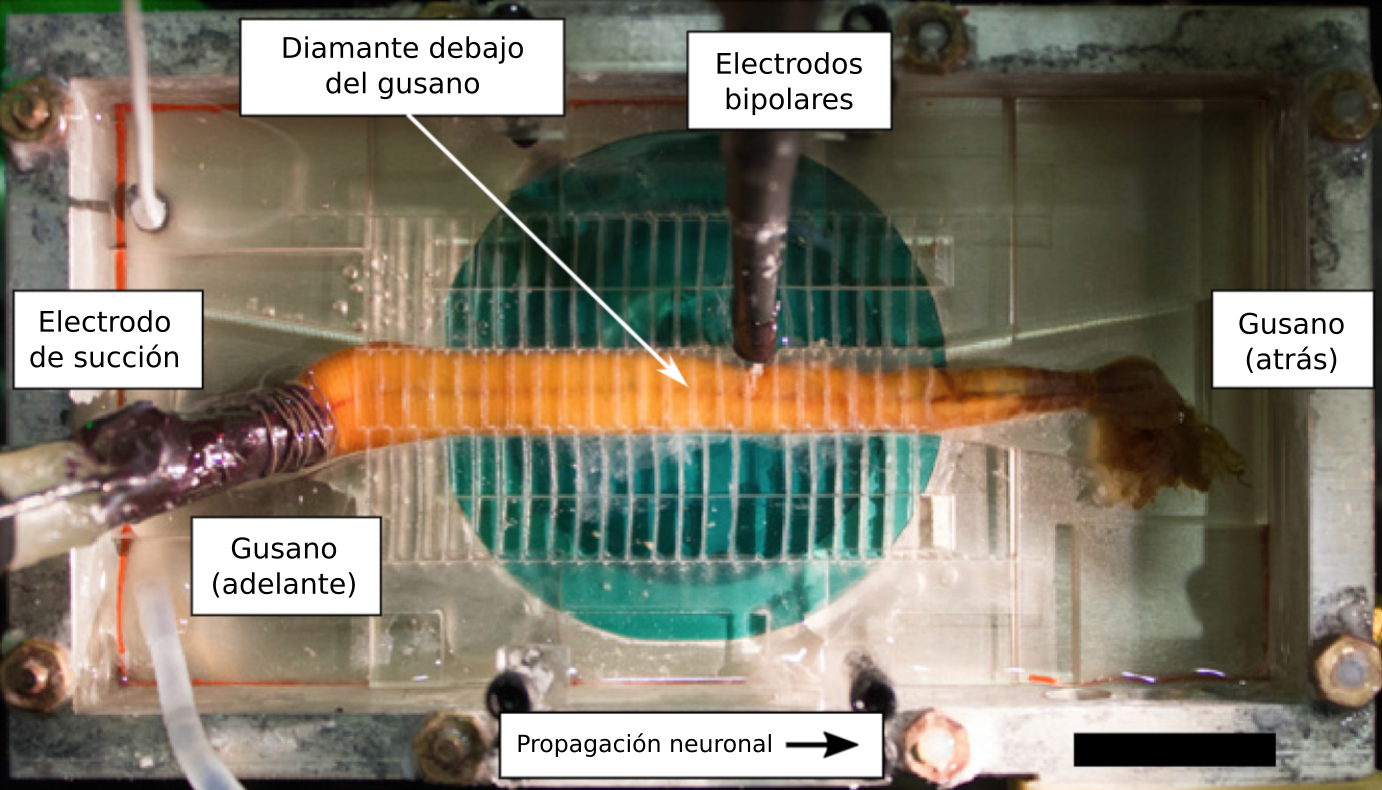 Diamante debajo
del gusano
Electrodos
bipolares
Electrodo
de succión
Gusano
(atrás)
Gusano
(adelante)
Propagación neuronal